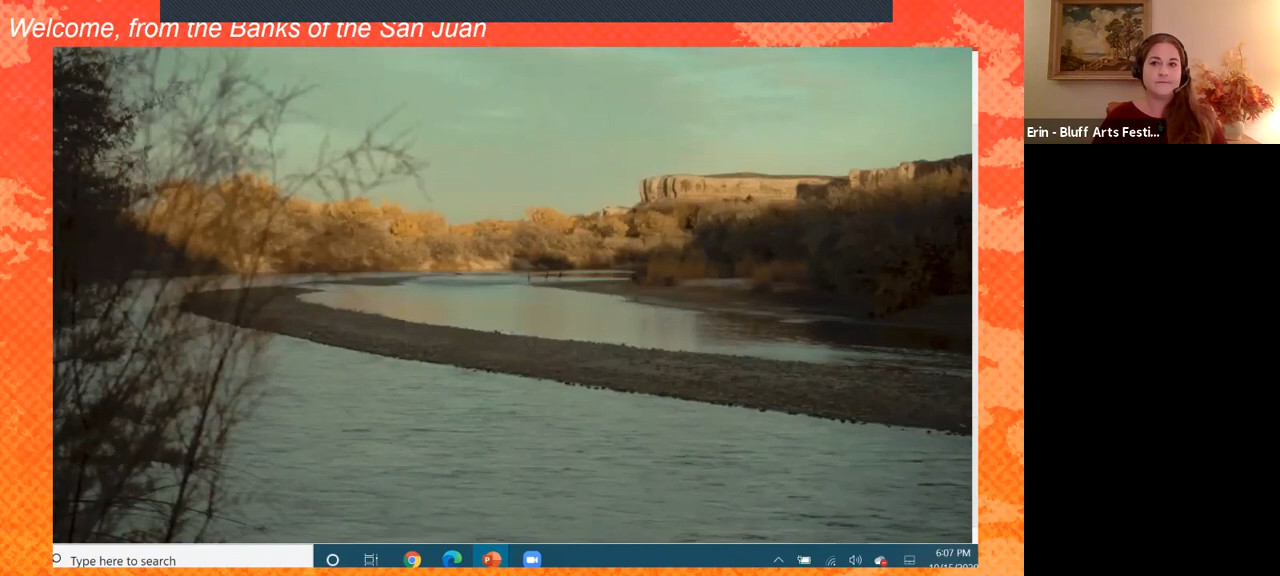 Welcome, from the Banks of the San Juan
Erin - Bluff Arts Festi...
Type here to search
6:07 PM